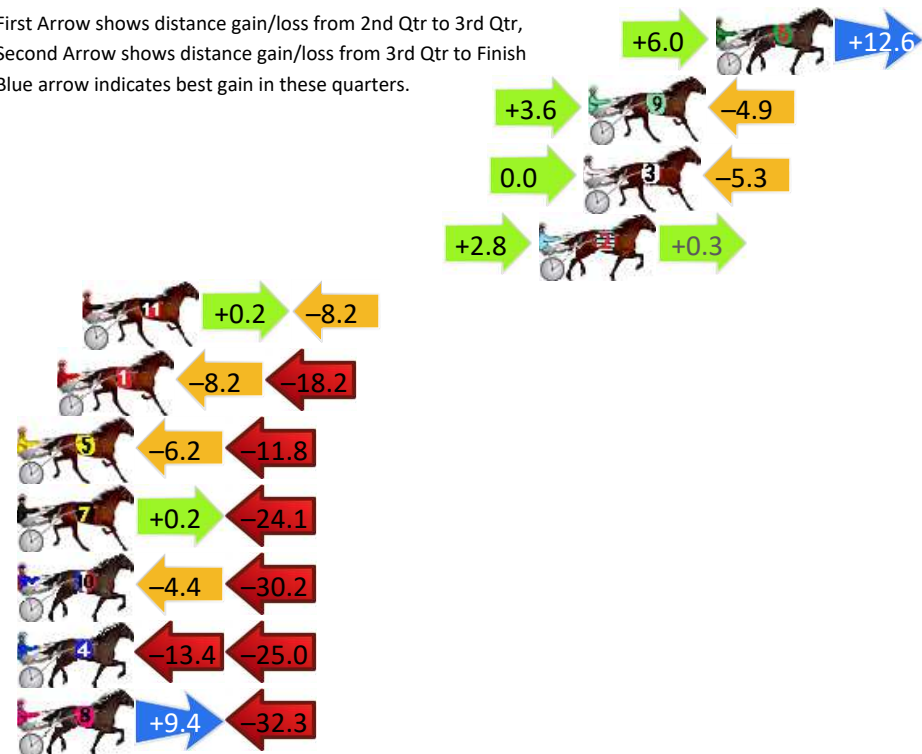 First Arrow shows distance gain/loss from 2nd Qtr to 3rd Qtr,
Second Arrow shows distance gain/loss from 3rd Qtr to Finish
Blue arrow indicates best gain in these quarters.
+6.0 6 +12.6
+3.6 9 –4.9
0.0 3 –5.3
+2.8 2 +0.3
11 +0.2 –8.2
1 –8.2 –18.2
5 –6.2 –11.8
7 +0.2 –24.1
10 –4.4 –30.2
4 –13.4 –25.0
8 +9.4 –32.3